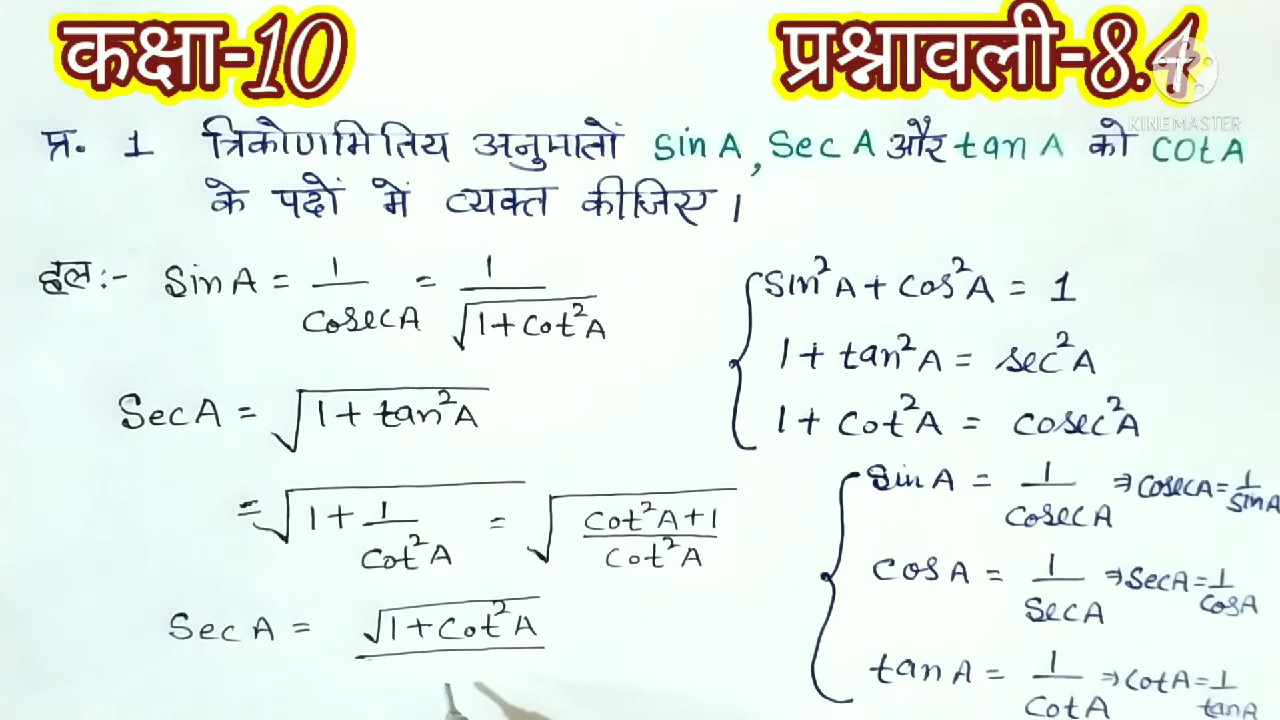 कक्षा-10 प्रश्नावली-8.4
KINEMASTER
प्र. 1 त्रिकोणमितिय अनुपातों sin A, Sec A और tan A को cot A
के पदों में व्यक्त कीजिए।
हल:- Sin A = 1/cosec A = 1/√(1+cot²A)
Sec A = √(1+tan²A)
= √(1+1/cot²A) = √((cot²A+1)/cot²A)
Sec A = √(1+cot²A)
sin²A + cos²A = 1
1 + tan²A = sec²A
1 + cot²A = cosec²A
sin A = 1/cosec A ⇒ cosec A = 1/sin A
cos A = 1/sec A ⇒ sec A = 1/cos A
tan A = 1/cot A ⇒ cot A = 1/tan A